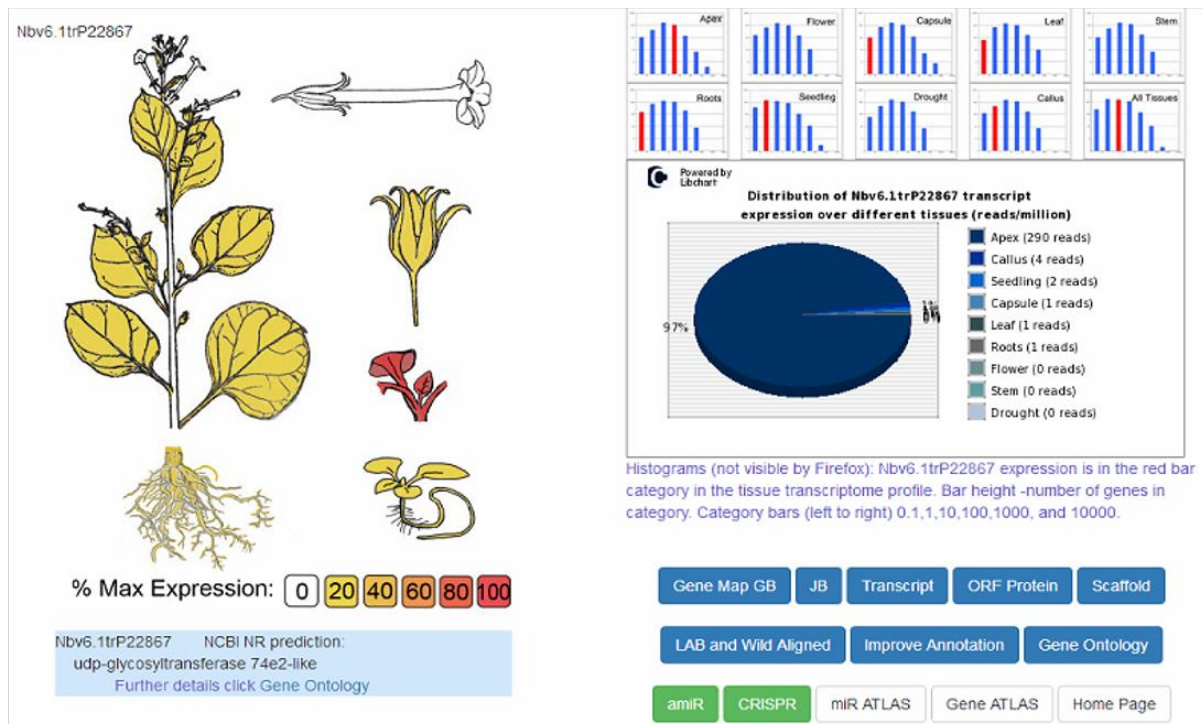 Nbv6.1trP22867
% Max Expression: 0 20 40 60 80 100
Nbv6.1trP22867 NCBI NR prediction:
udp-glycosyltransferase 74e2-like
Further details click Gene Ontology
Apex Flower Capsule Leaf Stem
Roots Seedling Drought Callus All Tissues
C Powered by
Libchart
Distribution of Nbv6.1trP22867 transcript
expression over different tissues (reads/million)
97%
Apex (290 reads)
Callus (4 reads)
Seedling (2 reads)
Capsule (1 reads)
Leaf (1 reads)
Roots (1 reads)
Flower (0 reads)
Stem (0 reads)
Drought (0 reads)
Histograms (not visible by Firefox): Nbv6.1trP22867 expression is in the red bar
category in the tissue transcriptome profile. Bar height -number of genes in
category. Category bars (left to right) 0.1,1,10,100,1000, and 10000.
Gene Map GB JB Transcript ORF Protein Scaffold
LAB and Wild Aligned Improve Annotation Gene Ontology
amiR CRISPR miR ATLAS Gene ATLAS Home Page